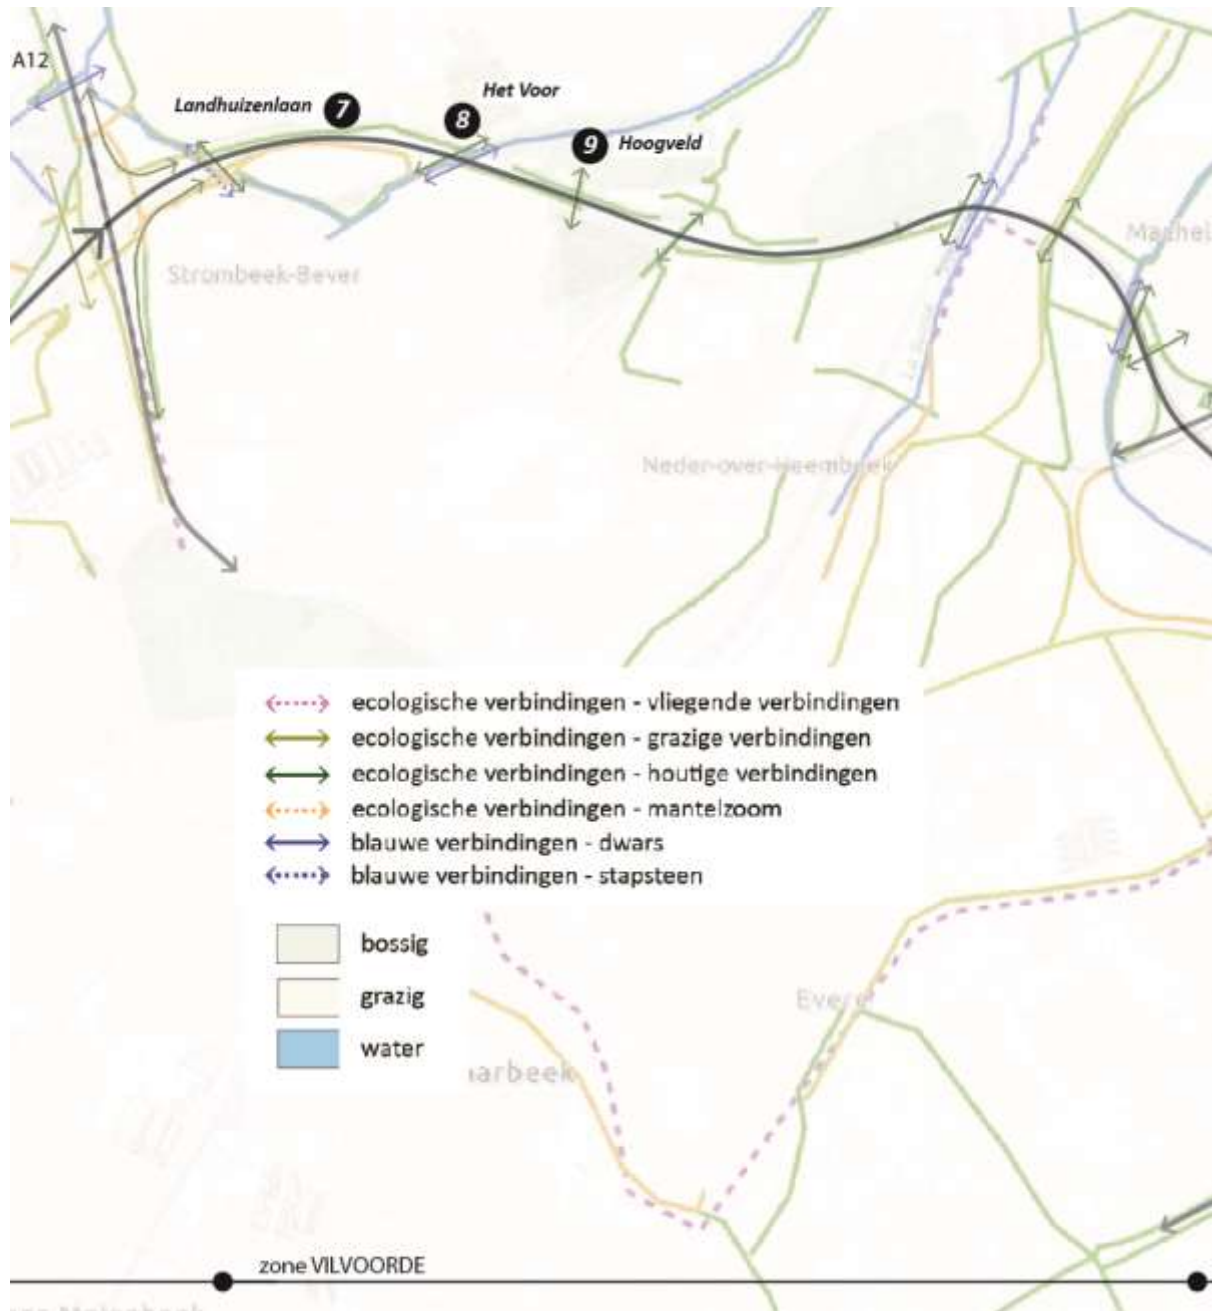 A12
Landhuizenlaan 7
8 Het Voor
9 Hoogveld
Strombeek-Bever
Neder-over-Heembeek
ecologische verbindingen - vliegende verbindingen
ecologische verbindingen - grazige verbindingen
ecologische verbindingen - houtige verbindingen
ecologische verbindingen - mantelzoom
blauwe verbindingen - dwars
blauwe verbindingen - stapsteen
bossig
grazig
water
Evere
aarbeek
zone VILVOORDE